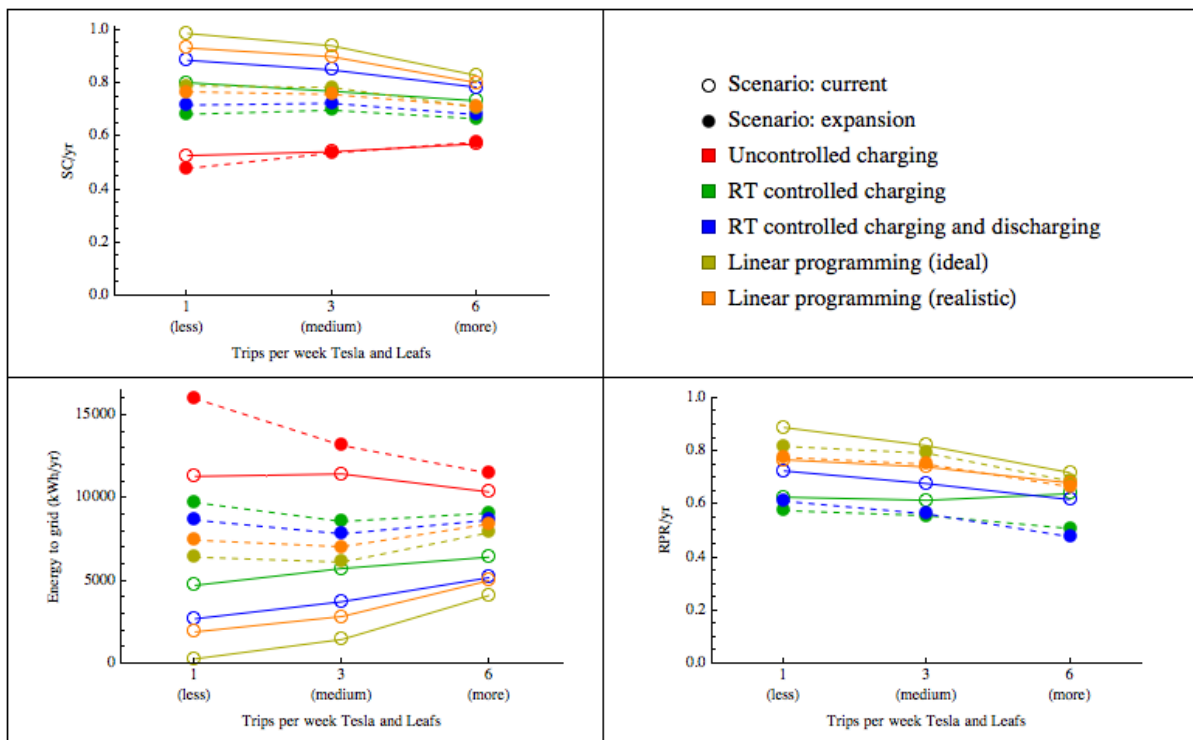 1.0
0.8
0.6
0.4
0.2
0.0
SC/yr
1 3 6
(less) (medium) (more)
Trips per week Tesla and Leafs
Scenario: current
Scenario: expansion
Uncontrolled charging
RT controlled charging
RT controlled charging and discharging
Linear programming (ideal)
Linear programming (realistic)
15000
10000
5000
0
Energy to grid (kWh/yr)
1 3 6
(less) (medium) (more)
Trips per week Tesla and Leafs
1.0
0.8
0.6
0.4
0.2
0.0
RPR/yr
1 3 6
(less) (medium) (more)
Trips per week Tesla and Leafs